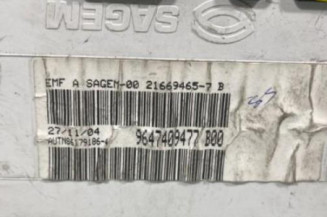 SAGEM
EMF A SAGEM-00 21669465-7 B
27/11/04
9647409477 B00